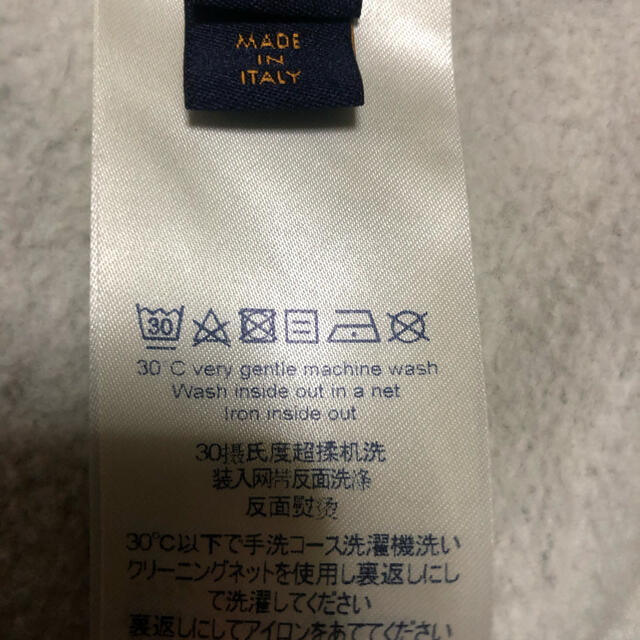 MADE
IN
ITALY
30
30°C very gentle machine wash
Wash inside out in a net
Iron inside out
30摄氏度超揉机洗
装入网带反面洗涤
反面熨烫
30℃以下で手洗コース洗濯機洗い
クリーニングネットを使用し裏返しにし
て洗濯してください
裏返しにしてアイロンをあててくださ